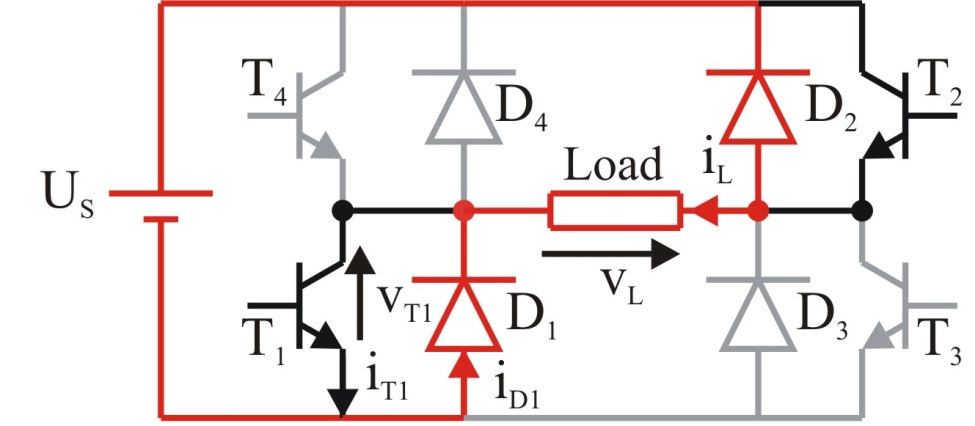 T4
D4
D2
T2
Load
iL
US
vL
vT1
D1
D3
T1
T3
iT1
iD1